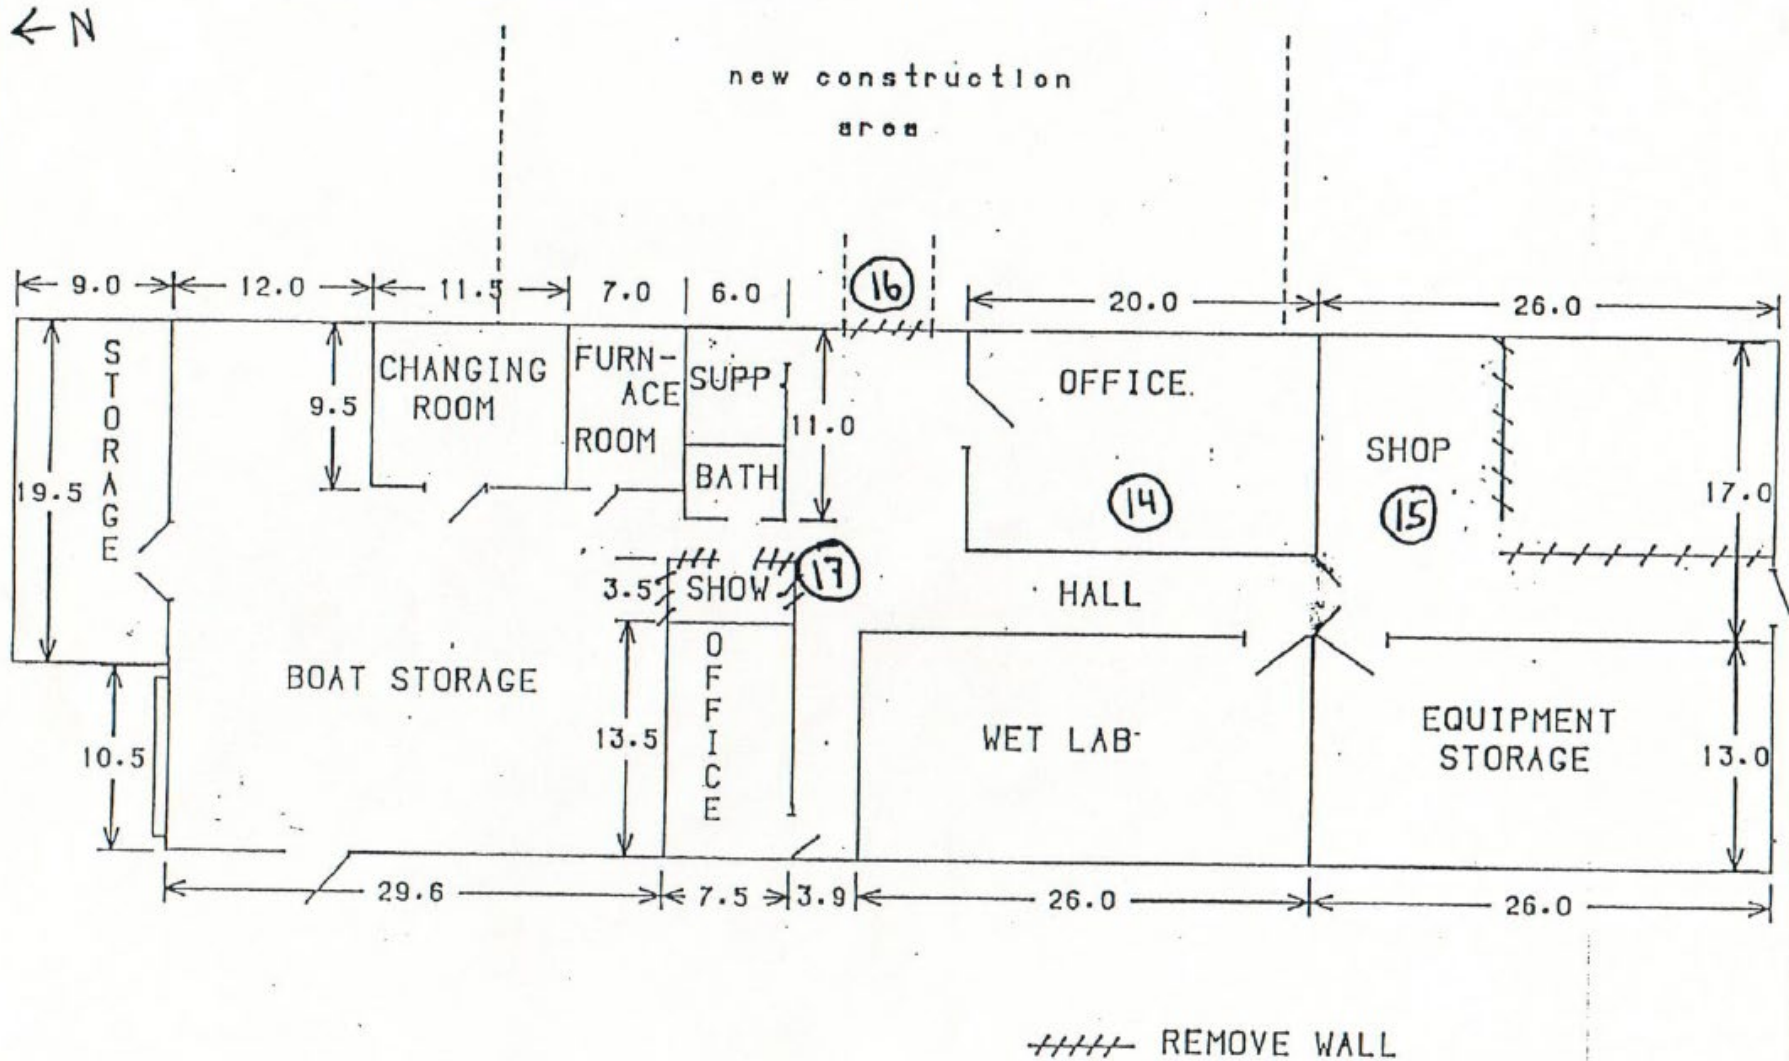 ← N
new construction
area
16
9.0
12.0
11.5
7.0
6.0
20.0
26.0
STORAGE
19.5
9.5
CHANGING
ROOM
FURN-
ACE
ROOM
SUPP
BATH
11.0
OFFICE
14
SHOP
15
17.0
3.5
SHOW
17
HALL
BOAT STORAGE
OFFICE
13.5
10.5
WET LAB
EQUIPMENT
STORAGE
13.0
29.6
7.5
3.9
26.0
26.0
REMOVE WALL